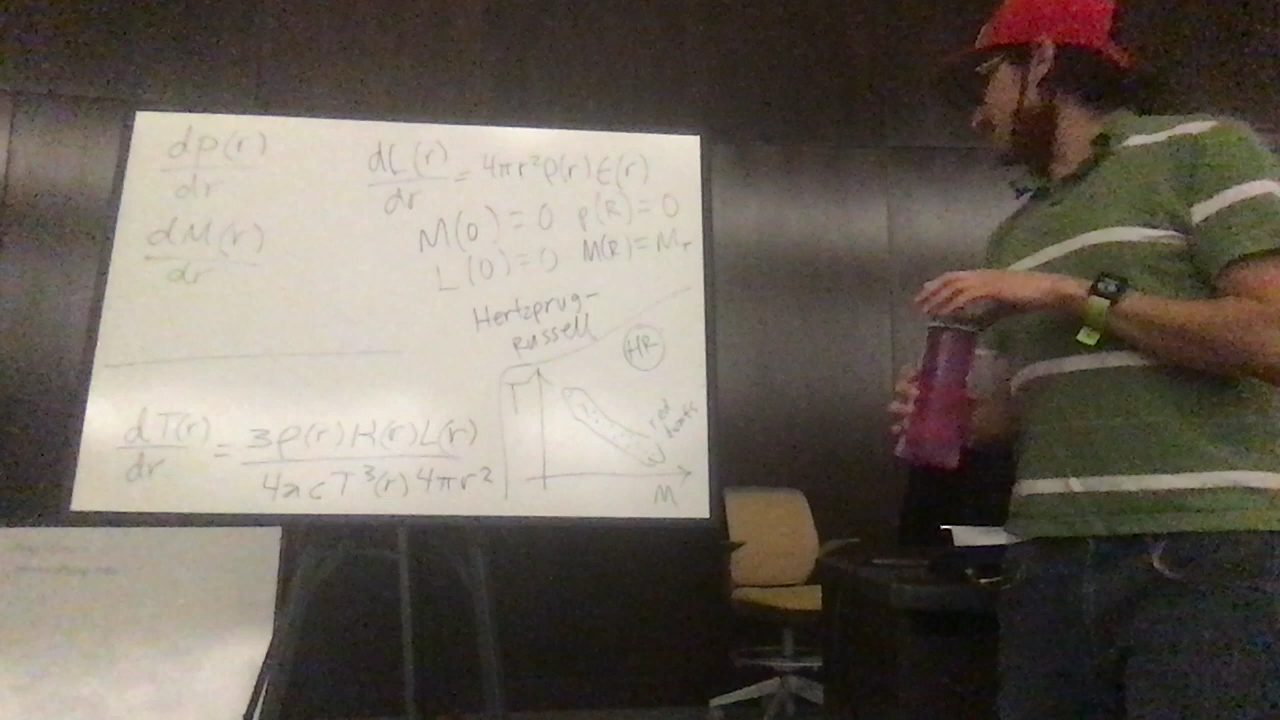 dp(r)
dr
dM(r)
dr
dL(r)
dr
= 4πr²ρ(r)ε(r)
M(0) = 0 p(R) = 0
L(0) = 0 M(R) = M_T
Hertzprug-
Russell
HR
T
red
M
dT(r)
dr
= 3ρ(r)K(r)L(r)
4acT³(r)4πr²